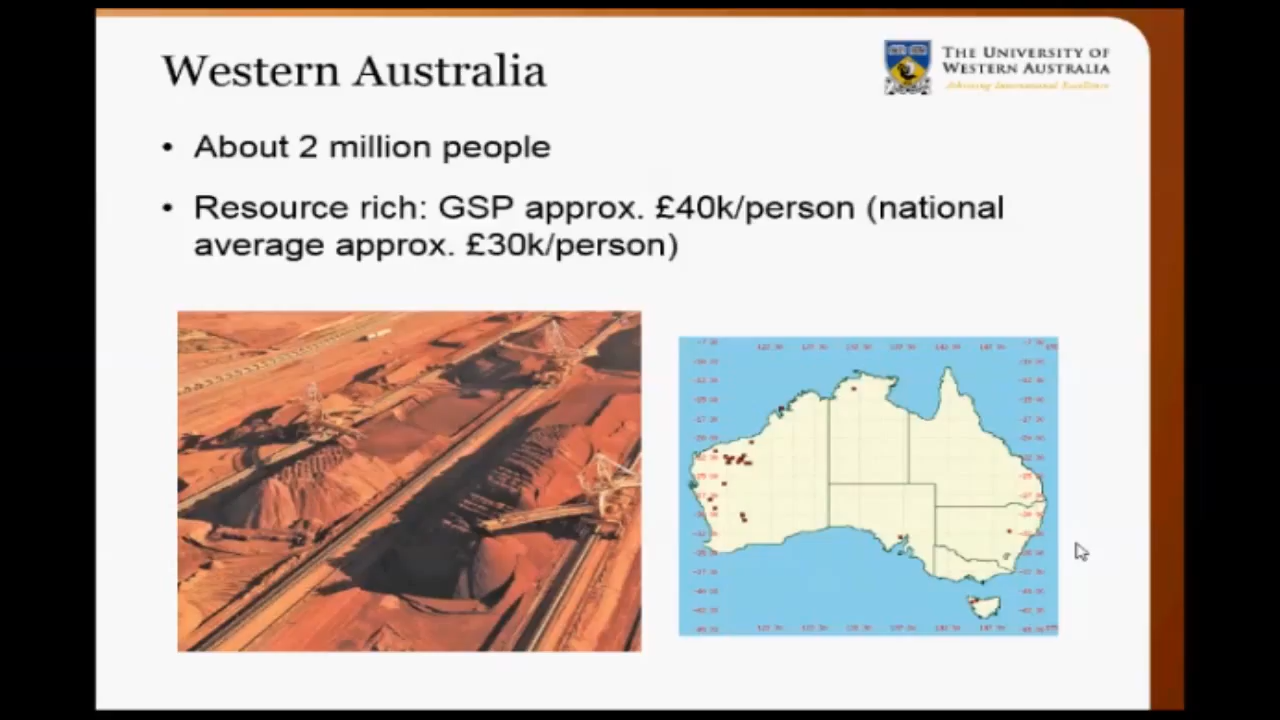 Western Australia
THE UNIVERSITY OF
WESTERN AUSTRALIA
Achieving International Excellence
• About 2 million people
• Resource rich: GSP approx. £40k/person (national
average approx. £30k/person)